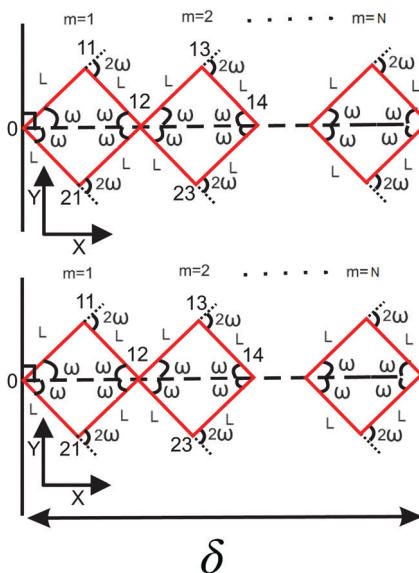 m=1 m=2 . . . . . m=N
11 2ω 13 2ω 2ω
L L L L L L
0 ω ω 12 ω ω 14 ω ω
ω ω ω ω ω ω
L L L L L L
21 2ω 23 2ω 2ω
Y
X
m=1 m=2 . . . . . m=N
11 2ω 13 2ω 2ω
L L L L L L
0 ω ω 12 ω ω 14 ω ω
ω ω ω ω ω ω
L L L L L L
21 2ω 23 2ω 2ω
Y
X
δ